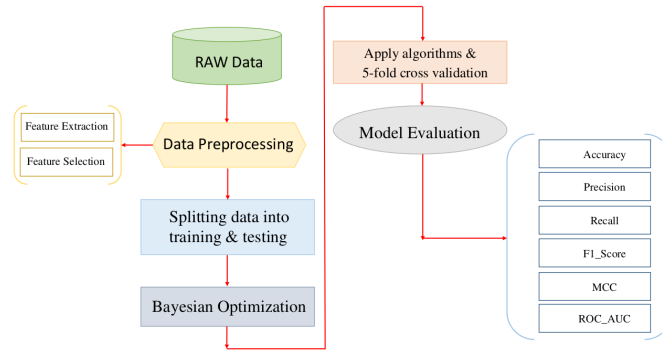 RAW Data
Data Preprocessing
Feature Extraction
Feature Selection
Splitting data into
training & testing
Bayesian Optimization
Apply algorithms &
5-fold cross validation
Model Evaluation
Accuracy
Precision
Recall
F1_Score
MCC
ROC_AUC